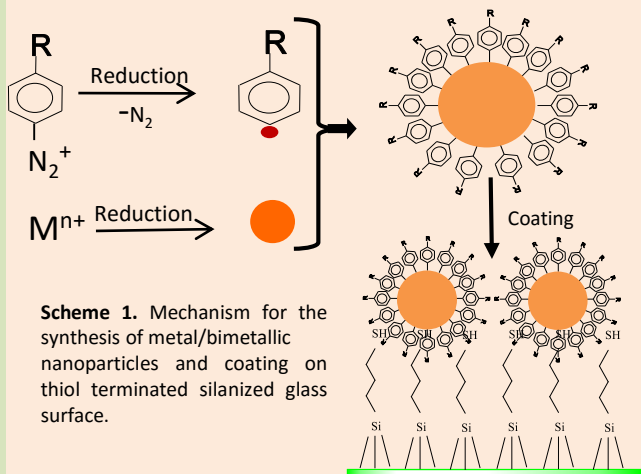 R
Reduction
−N2
N2+
R
Mn+
Reduction
R R R R R R R R R R R R R R R
Coating
Scheme 1. Mechanism for the
synthesis of metal/bimetallic
nanoparticles and coating on
thiol terminated silanized glass
surface.
SH SH SH SH SH SH
Si Si Si Si Si Si